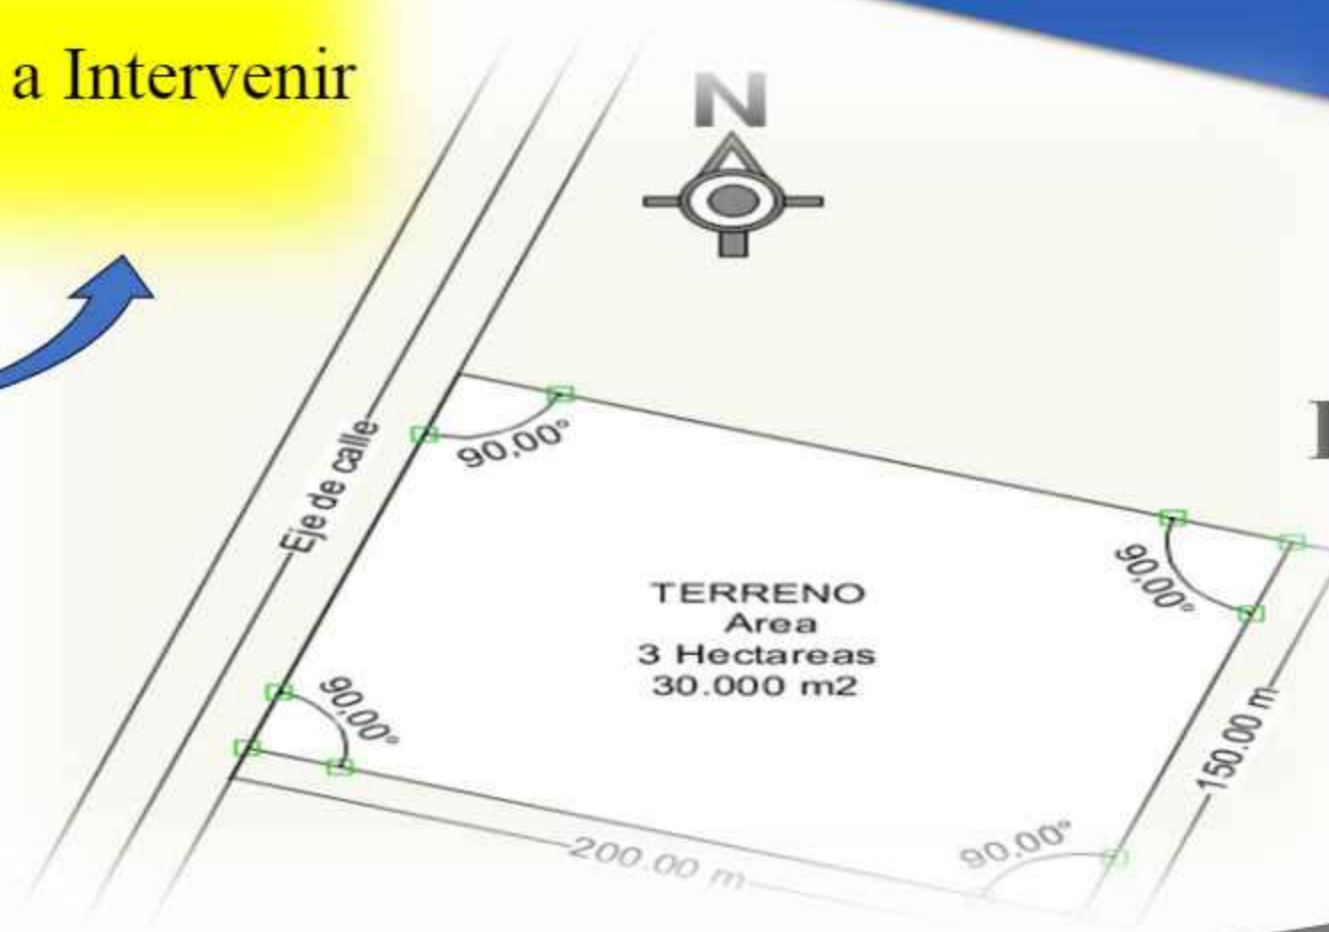 a Intervenir
N
90,00°
Eje de calle
90,00°
TERRENO
Area
3 Hectareas
30.000 m2
90,00°
150.00 m
90,00°
200.00 m